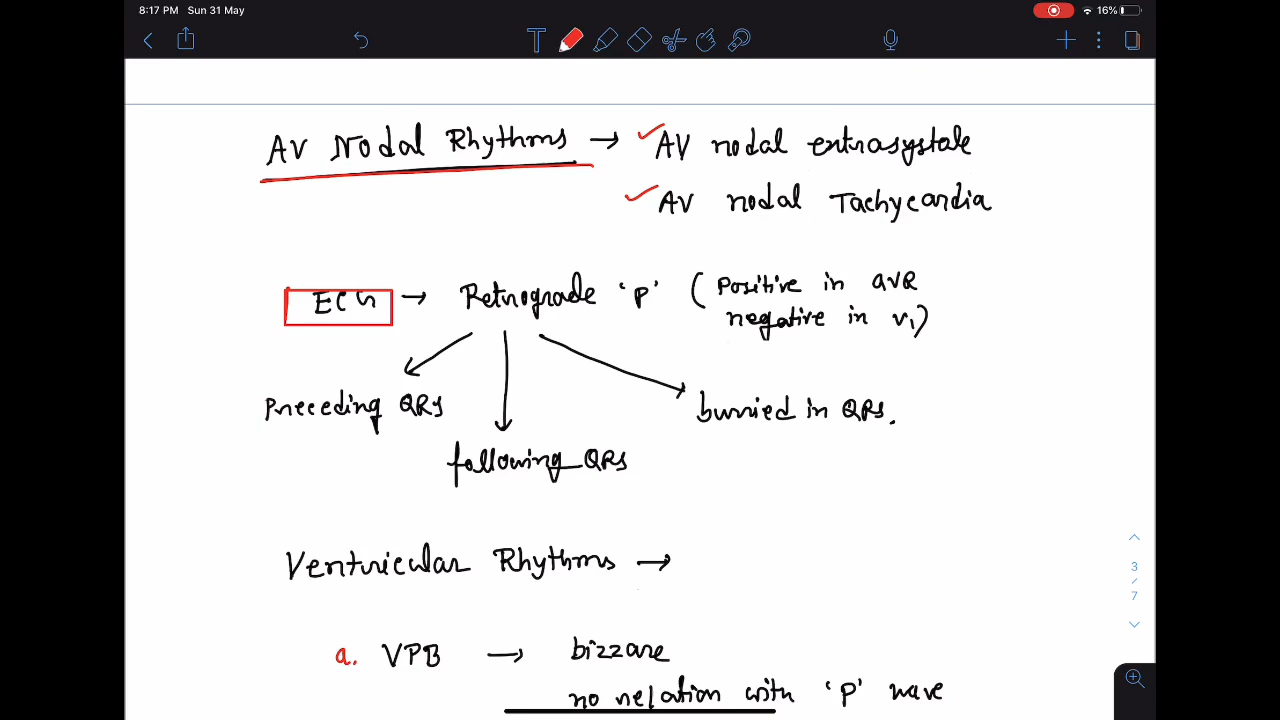 8:17 PM Sun 31 May
16%
AV Nodal Rhythms → AV nodal extrasystole
AV nodal Tachycardia
ECG → Retrograde 'p' (Positive in avR
negative in v1)
Preceding QRS
buried in QRS.
following QRS
Ventricular Rhythms →
3
/
7
a. VPB → bizzare
no relation with 'p' wave